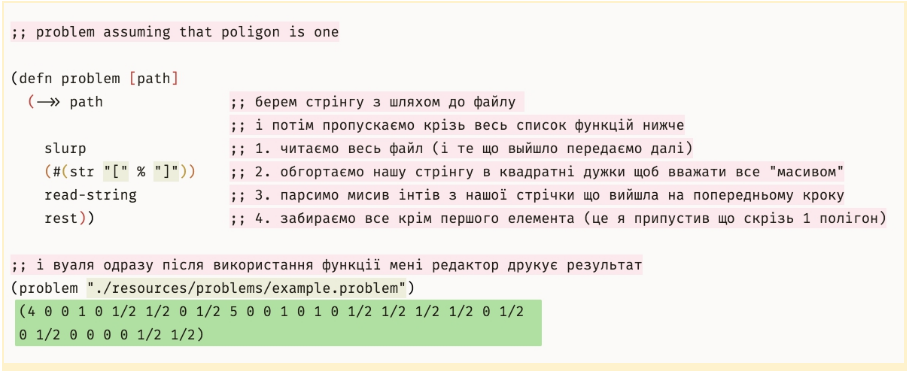 ;; problem assuming that poligon is one
(defn problem [path]
(->> path ;; берем стрінгу з шляхом до файлу
;; і потім пропускаємо крізь весь список функцій нижче
slurp ;; 1. читаємо весь файл (і те що выйшло передаємо далі)
(#(str "[" % "]")) ;; 2. обгортаємо нашу стрінгу в квадратні дужки щоб вважати все "масивом"
read-string ;; 3. парсимо мисив інтів з нашої стрічки що вийшла на попередньому кроку
rest)) ;; 4. забираємо все крім першого елемента (це я припустив що скрізь 1 полігон)
;; і вуаля одразу після використання функції мені редактор друкує результат
(problem "./resources/problems/example.problem")
(4 0 0 1 0 1/2 1/2 0 1/2 5 0 0 1 0 1 0 1/2 1/2 1/2 1/2 0 1/2
0 1/2 0 0 0 0 1/2 1/2)